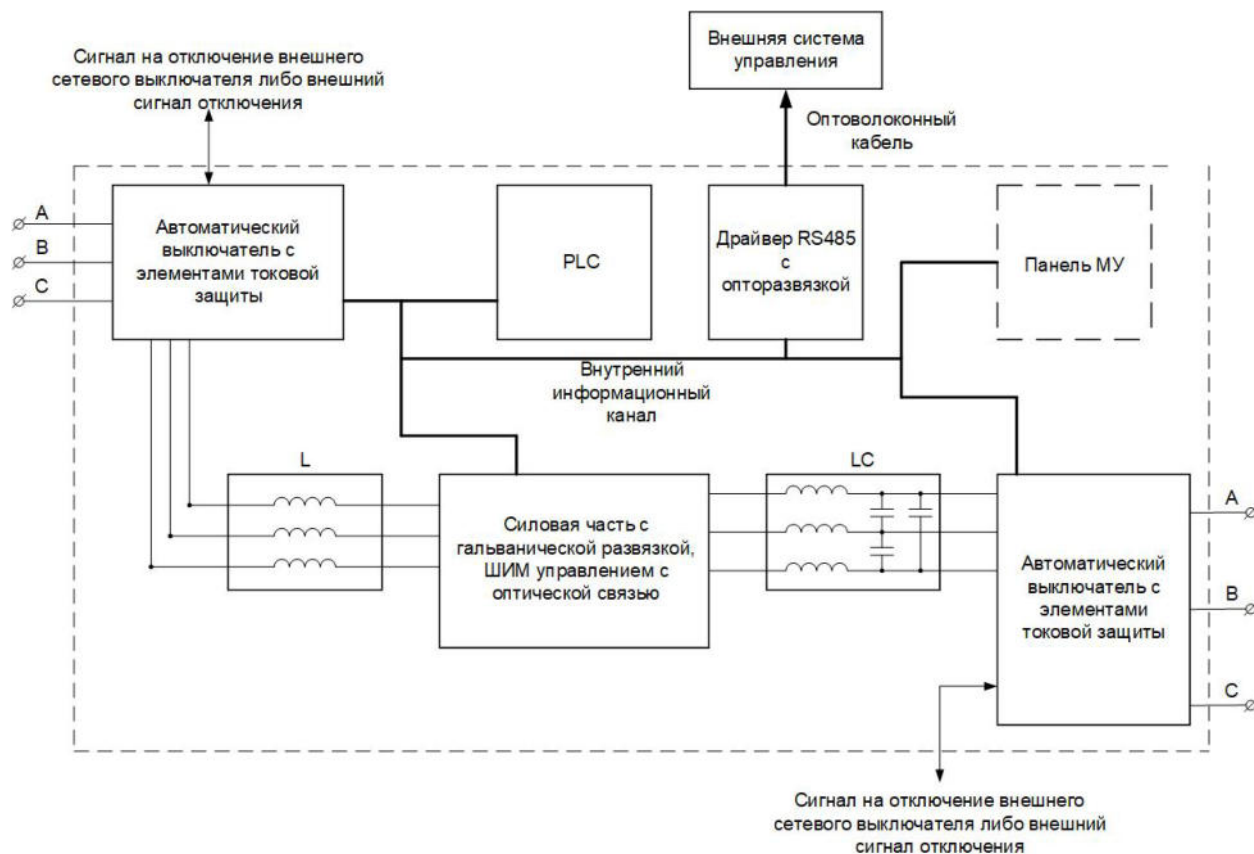 Сигнал на отключение внешнего
сетевого выключателя либо внешний
сигнал отключения
Внешняя система
управления
Оптоволоконный
кабель
A
B
C
Автоматический
выключатель с
элементами токовой
защиты
PLC
Драйвер RS485
с
опторазвязкой
Панель МУ
Внутренний
информационный
канал
L
Силовая часть с
гальванической развязкой,
ШИМ управлением с
оптической связью
LC
Автоматический
выключатель с
элементами
токовой защиты
A
B
C
Сигнал на отключение внешнего
сетевого выключателя либо внешний
сигнал отключения